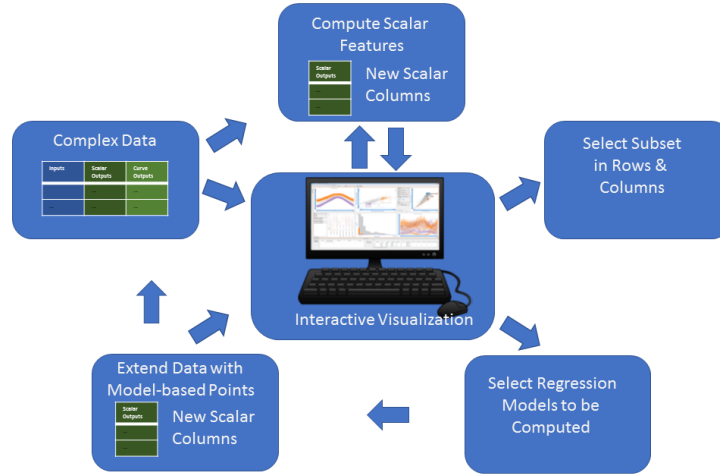 Compute Scalar
Features
Scalar
Outputs
...
...
New Scalar
Columns
Complex Data
Inputs
Scalar
Outputs
Curve
Outputs
...
...
...
...
...
Select Subset
in Rows &
Columns
Interactive Visualization
Extend Data with
Model-based Points
Scalar
Outputs
...
...
New Scalar
Columns
Select Regression
Models to be
Computed